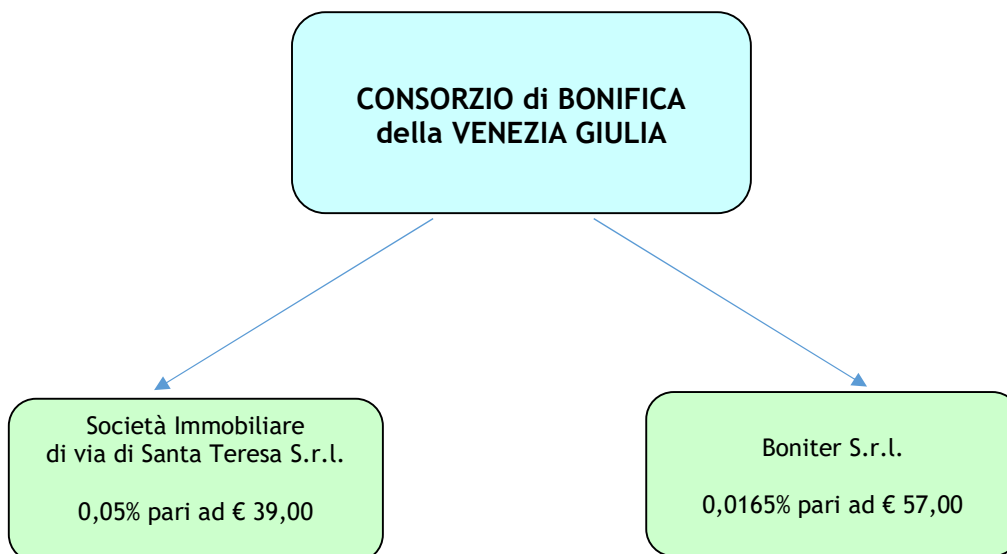 CONSORZIO di BONIFICA
della VENEZIA GIULIA
Società Immobiliare
di via di Santa Teresa S.r.l.
0,05% pari ad € 39,00
Boniter S.r.l.
0,0165% pari ad € 57,00